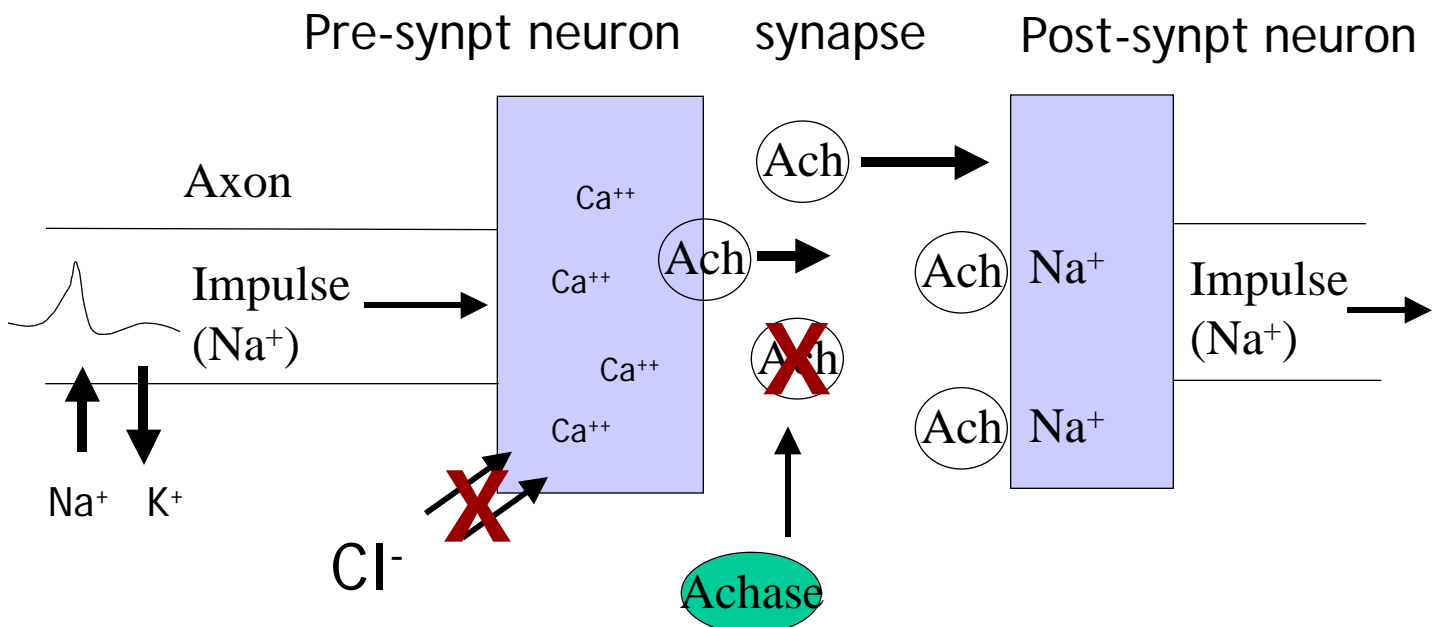 Pre-synpt neuron
synapse
Post-synpt neuron
Axon
Impulse
(Na⁺)
Na⁺
K⁺
Ca⁺⁺
Ca⁺⁺
Ca⁺⁺
Ca⁺⁺
Cl⁻
X
Ach
Ach
Ach
X
Achase
Ach
Na⁺
Ach
Na⁺
Impulse
(Na⁺)